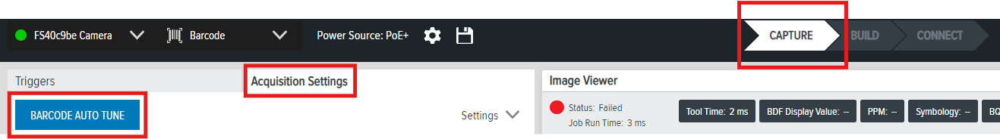 FS40c9be Camera
Barcode
Power Source: PoE+
CAPTURE
BUILD
CONNECT
Triggers
Acquisition Settings
BARCODE AUTO TUNE
Settings
Image Viewer
Status: Failed
Job Run Time: 3 ms
Tool Time: 2 ms
BDF Display Value: --
PPM: --
Symbology: --
BQ